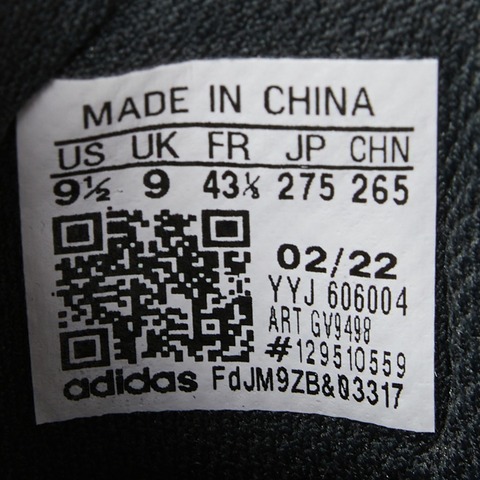 MADE IN CHINA
US UK FR JP CHN
9½ 9 43⅓ 275 265
02/22
YYJ 606004
ART GV9498
#129510559
adidas FdJM9ZB&03317